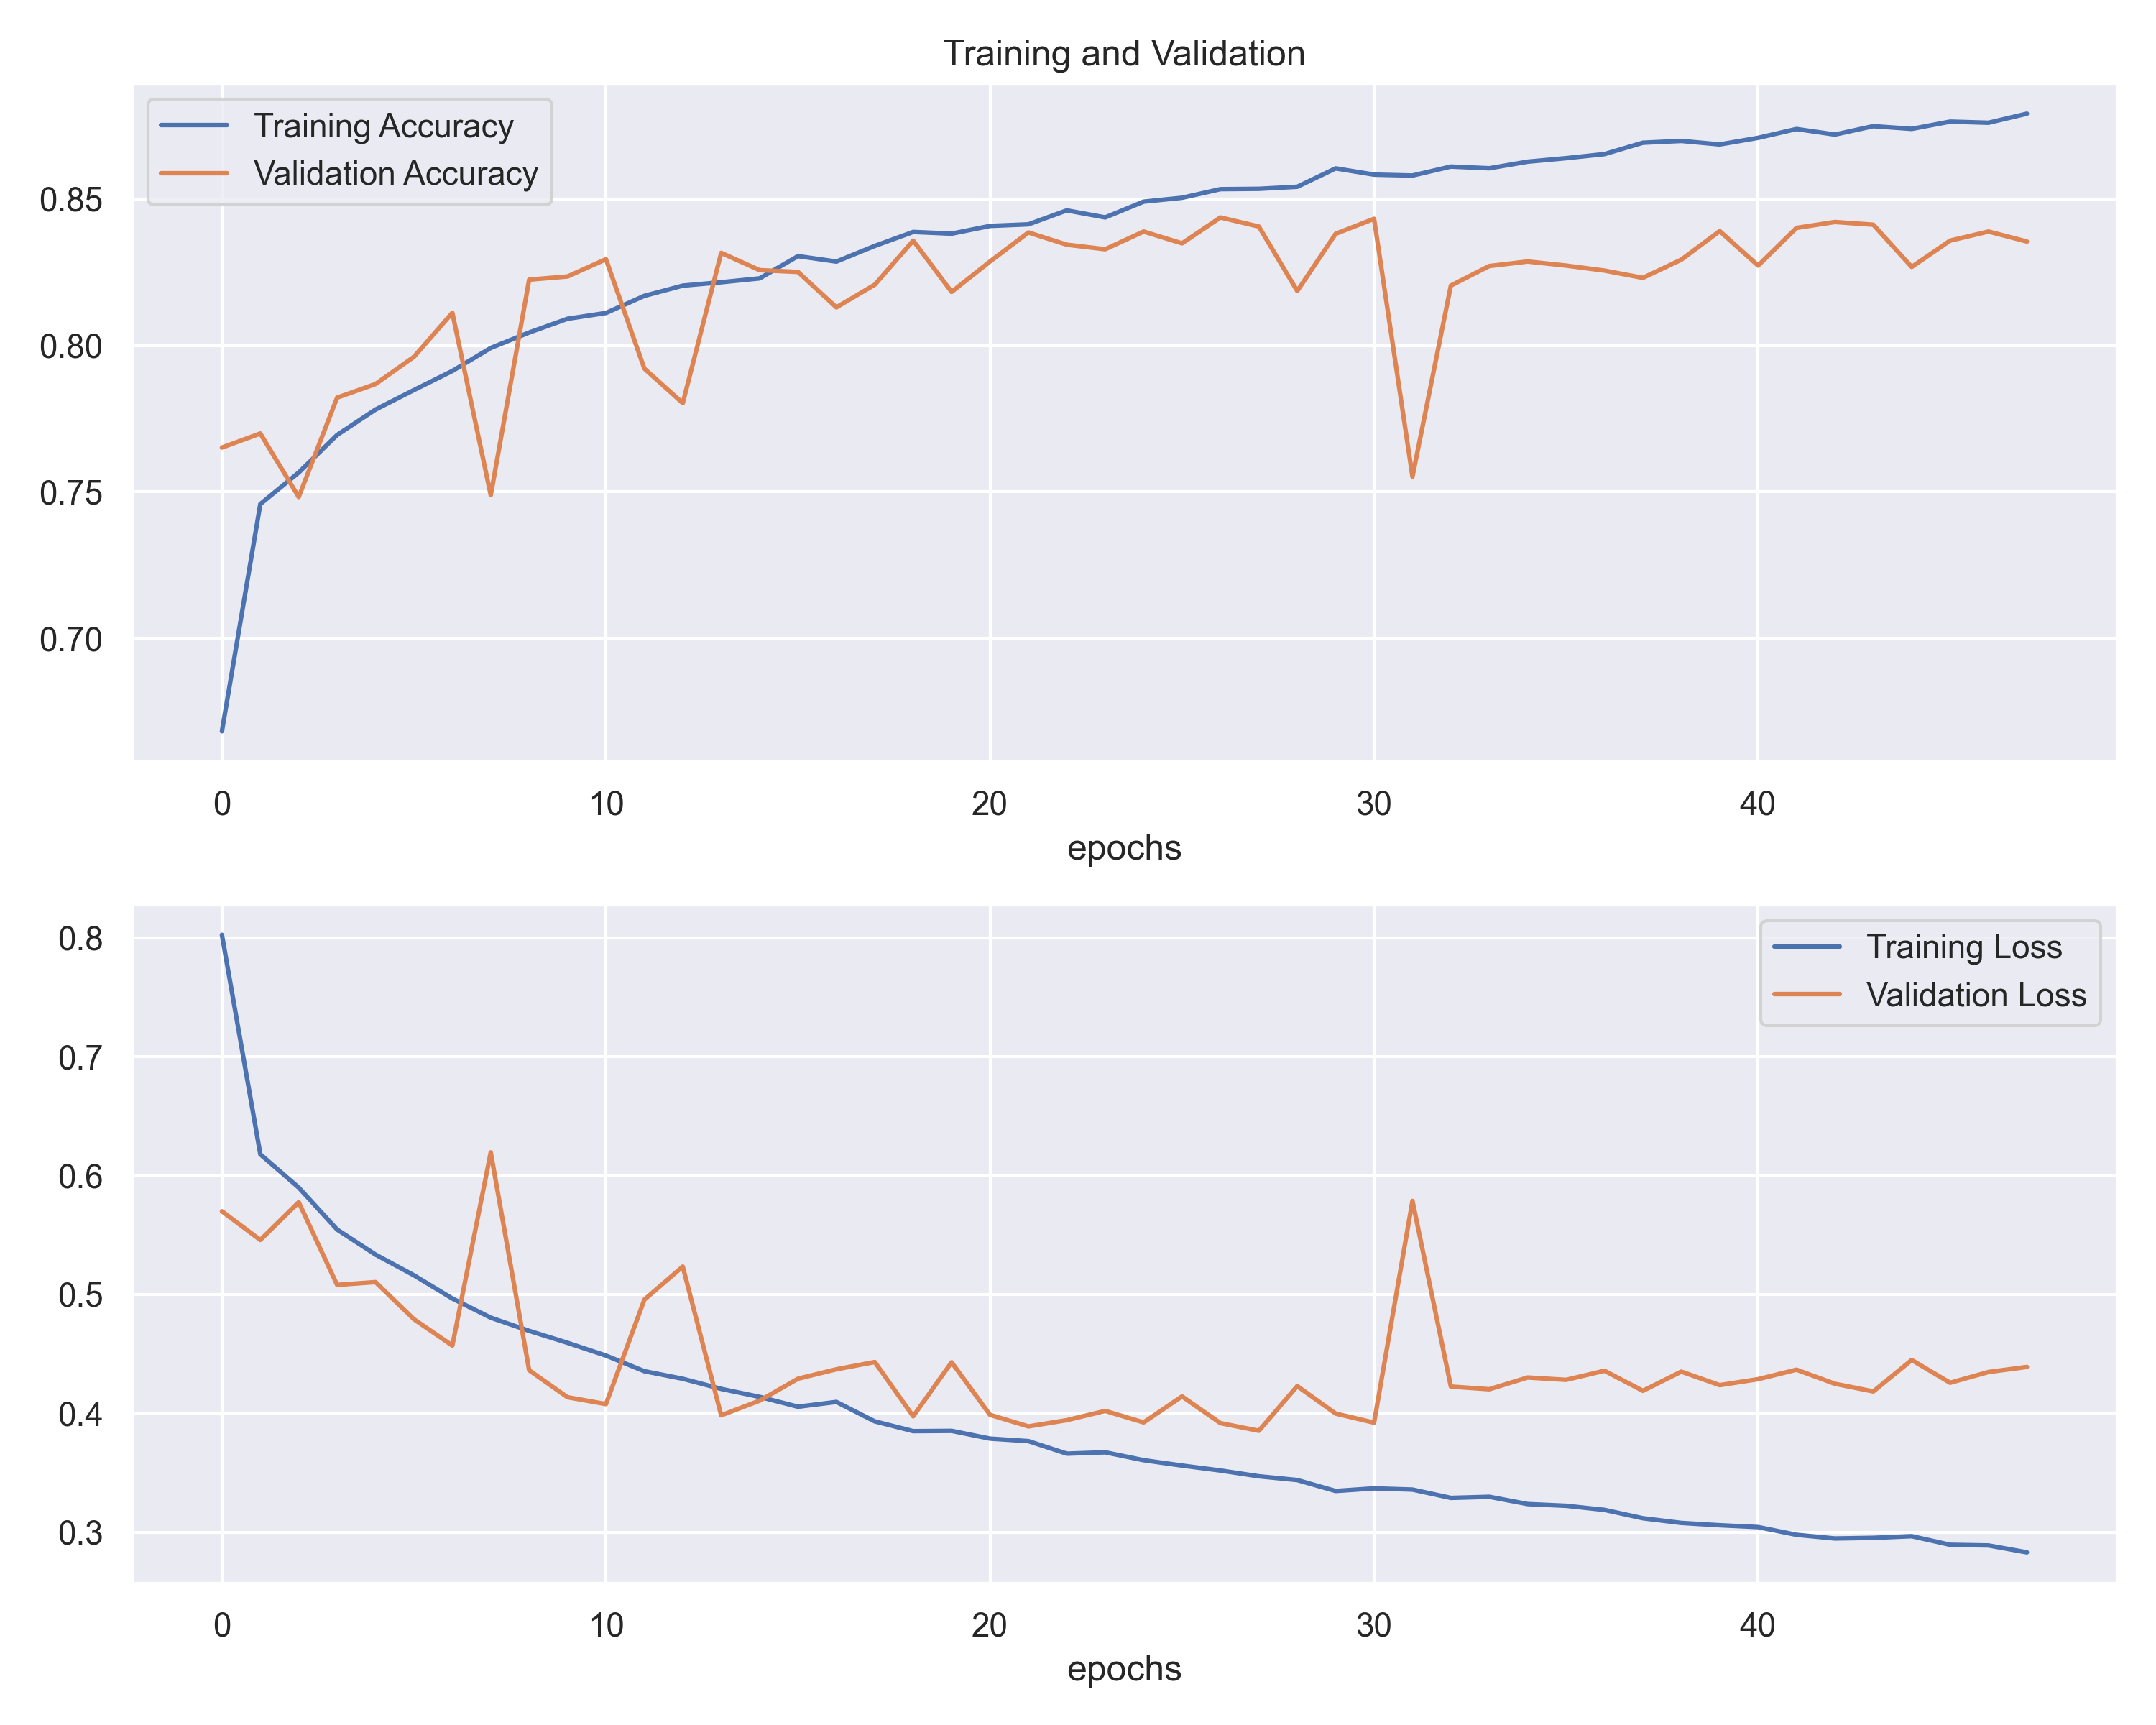 Training and Validation
Training Accuracy
Validation Accuracy
0.85
0.80
0.75
0.70
0 10 20 30 40
epochs
Training Loss
Validation Loss
0.8
0.7
0.6
0.5
0.4
0.3
0 10 20 30 40
epochs